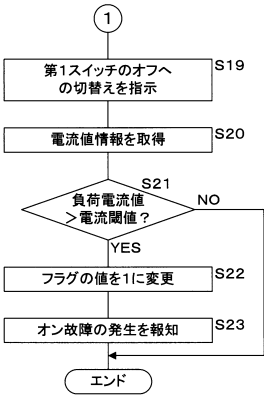 1
第1スイッチのオフへ
の切替えを指示
S19
電流値情報を取得
S20
S21
負荷電流値
＞電流閾値？
NO
YES
フラグの値を1に変更
S22
オン故障の発生を報知
S23
エンド